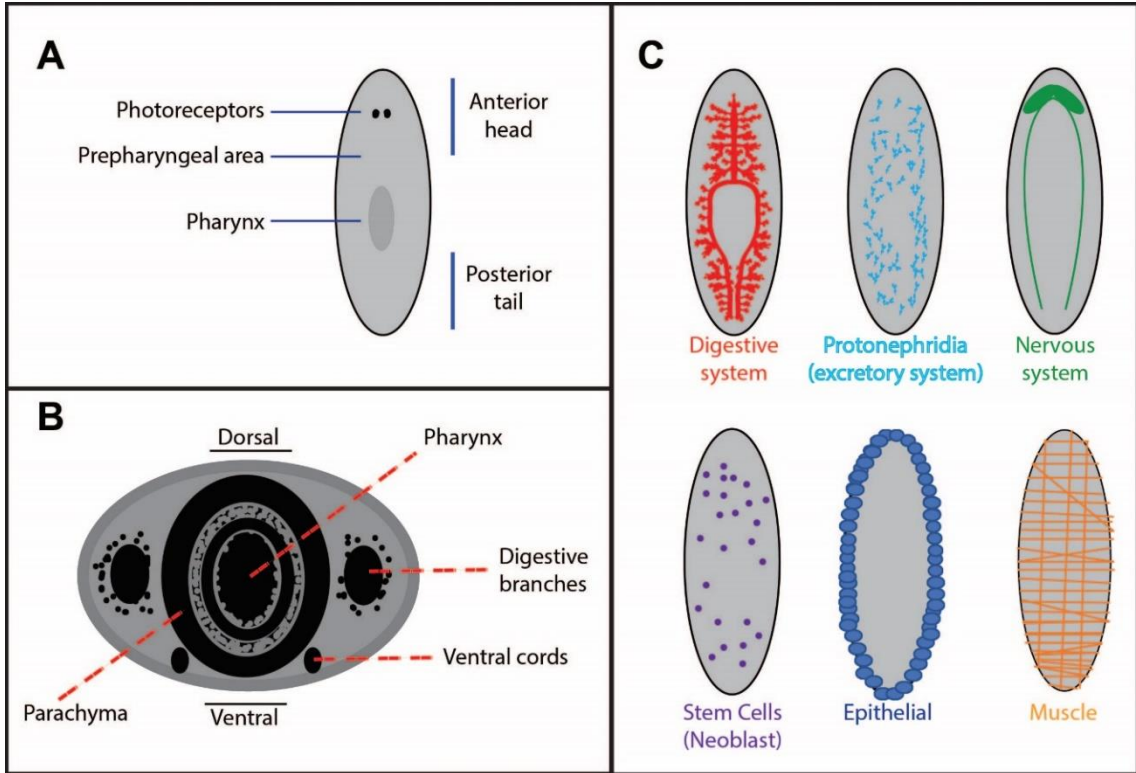 A
Photoreceptors
Prepharyngeal area
Pharynx
Anterior
head
Posterior
tail
B
Dorsal
Pharynx
Digestive
branches
Ventral cords
Parachyma
Ventral
C
Digestive
system
Protonephridia
(excretory system)
Nervous
system
Stem Cells
(Neoblast)
Epithelial
Muscle